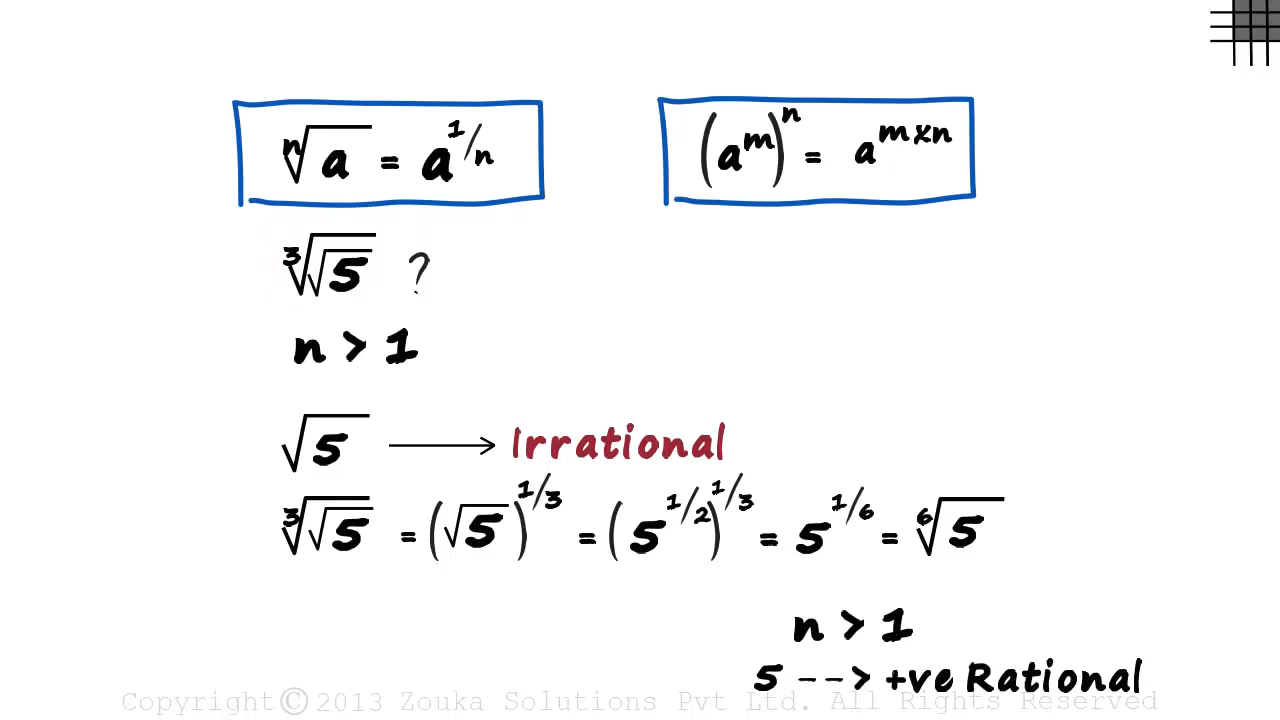 ⁿ√a = a^1/n
(a^m)^n = a^m×n
³√√5 ?
n > 1
√5 → Irrational
³√√5 = (√5)^1/3 = (5^1/2)^1/3 = 5^1/6 = ⁶√5
n > 1
5 --> +ve Rational
Copyright © 2013 Zouka Solutions Pvt Ltd. All Rights Reserved